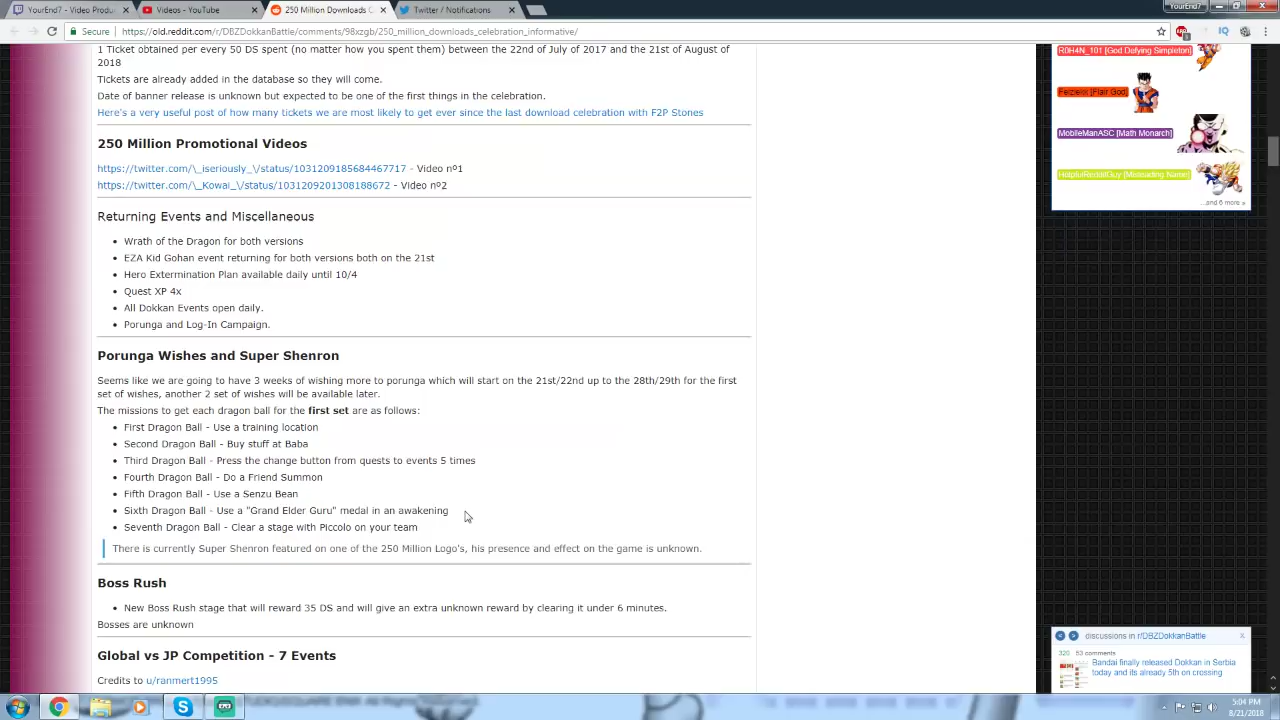 YourEnd7 - Video Produc
Videos - YouTube
250 Million Downloads C
Twitter / Notifications
YourEnd7
Secure
https://old.reddit.com/r/DBZDokkanBattle/comments/98xzgo/250_million_downloads_celebration_informative/
1 Ticket obtained per every 50 DS spent (no matter how you spent them) between the 22nd of July of 2017 and the 21st of August of
2018
Tickets are already added in the database so they will come.
Date of banner release is unknown but expected to be one of the first things in the celebration.
Here's a very useful post of how many tickets we are most likely to get ever since the last download celebration with F2P Stones
250 Million Promotional Videos
https://twitter.com/\_iseriously_\/status/1031209185684467717 - Video nº1
https://twitter.com/\_Kowai_\/status/1031209201308188672 - Video nº2
Returning Events and Miscellaneous
• Wrath of the Dragon for both versions
• EZA Kid Gohan event returning for both versions both on the 21st
• Hero Extermination Plan available daily until 10/4
• Quest XP 4x
• All Dokkan Events open daily.
• Porunga and Log-In Campaign.
Porunga Wishes and Super Shenron
Seems like we are going to have 3 weeks of wishing more to porunga which will start on the 21st/22nd up to the 28th/29th for the first
set of wishes, another 2 set of wishes will be available later.
The missions to get each dragon ball for the first set are as follows:
• First Dragon Ball - Use a training location
• Second Dragon Ball - Buy stuff at Baba
• Third Dragon Ball - Press the change button from quests to events 5 times
• Fourth Dragon Ball - Do a Friend Summon
• Fifth Dragon Ball - Use a Senzu Bean
• Sixth Dragon Ball - Use a "Grand Elder Guru" medal in an awakening
• Seventh Dragon Ball - Clear a stage with Piccolo on your team
There is currently Super Shenron featured on one of the 250 Million Logo's, his presence and effect on the game is unknown.
Boss Rush
• New Boss Rush stage that will reward 35 DS and will give an extra unknown reward by clearing it under 6 minutes.
Bosses are unknown
Global vs JP Competition - 7 Events
Credits to u/ranmert1995
R0H4N_101 [God Defying Simpleton]
[Flair God]
MobileManASC [Math Monarch]
HelpfulRedditGuy [Misleading Name]
...and 6 more »
discussions in r/DBZDokkanBattle
X
320 53 comments
Bandai finally released Dokkan in Serbia
today and its already 5th on crossing
5:04 PM
8/21/2018